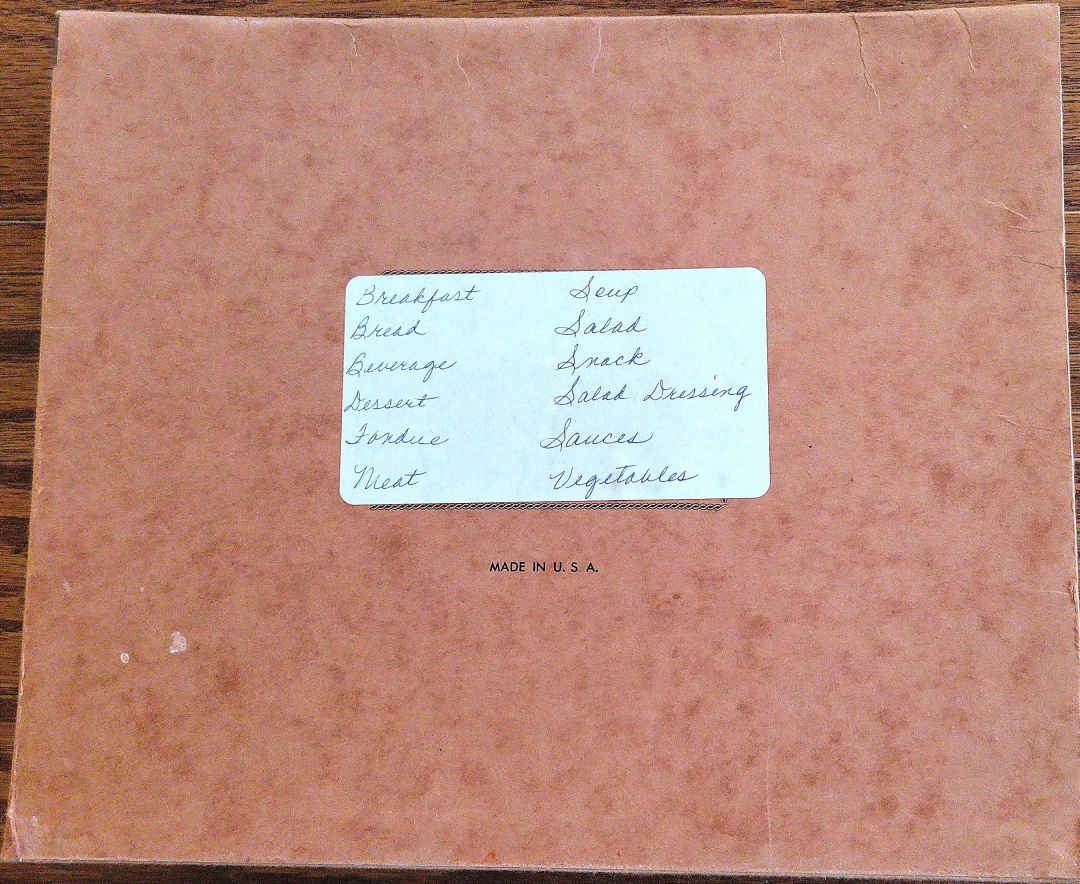 Breakfast
Bread
Beverage
Dessert
Fondue
Meat
Soup
Salad
Snack
Salad Dressing
Sauces
Vegetables
MADE IN U. S. A.